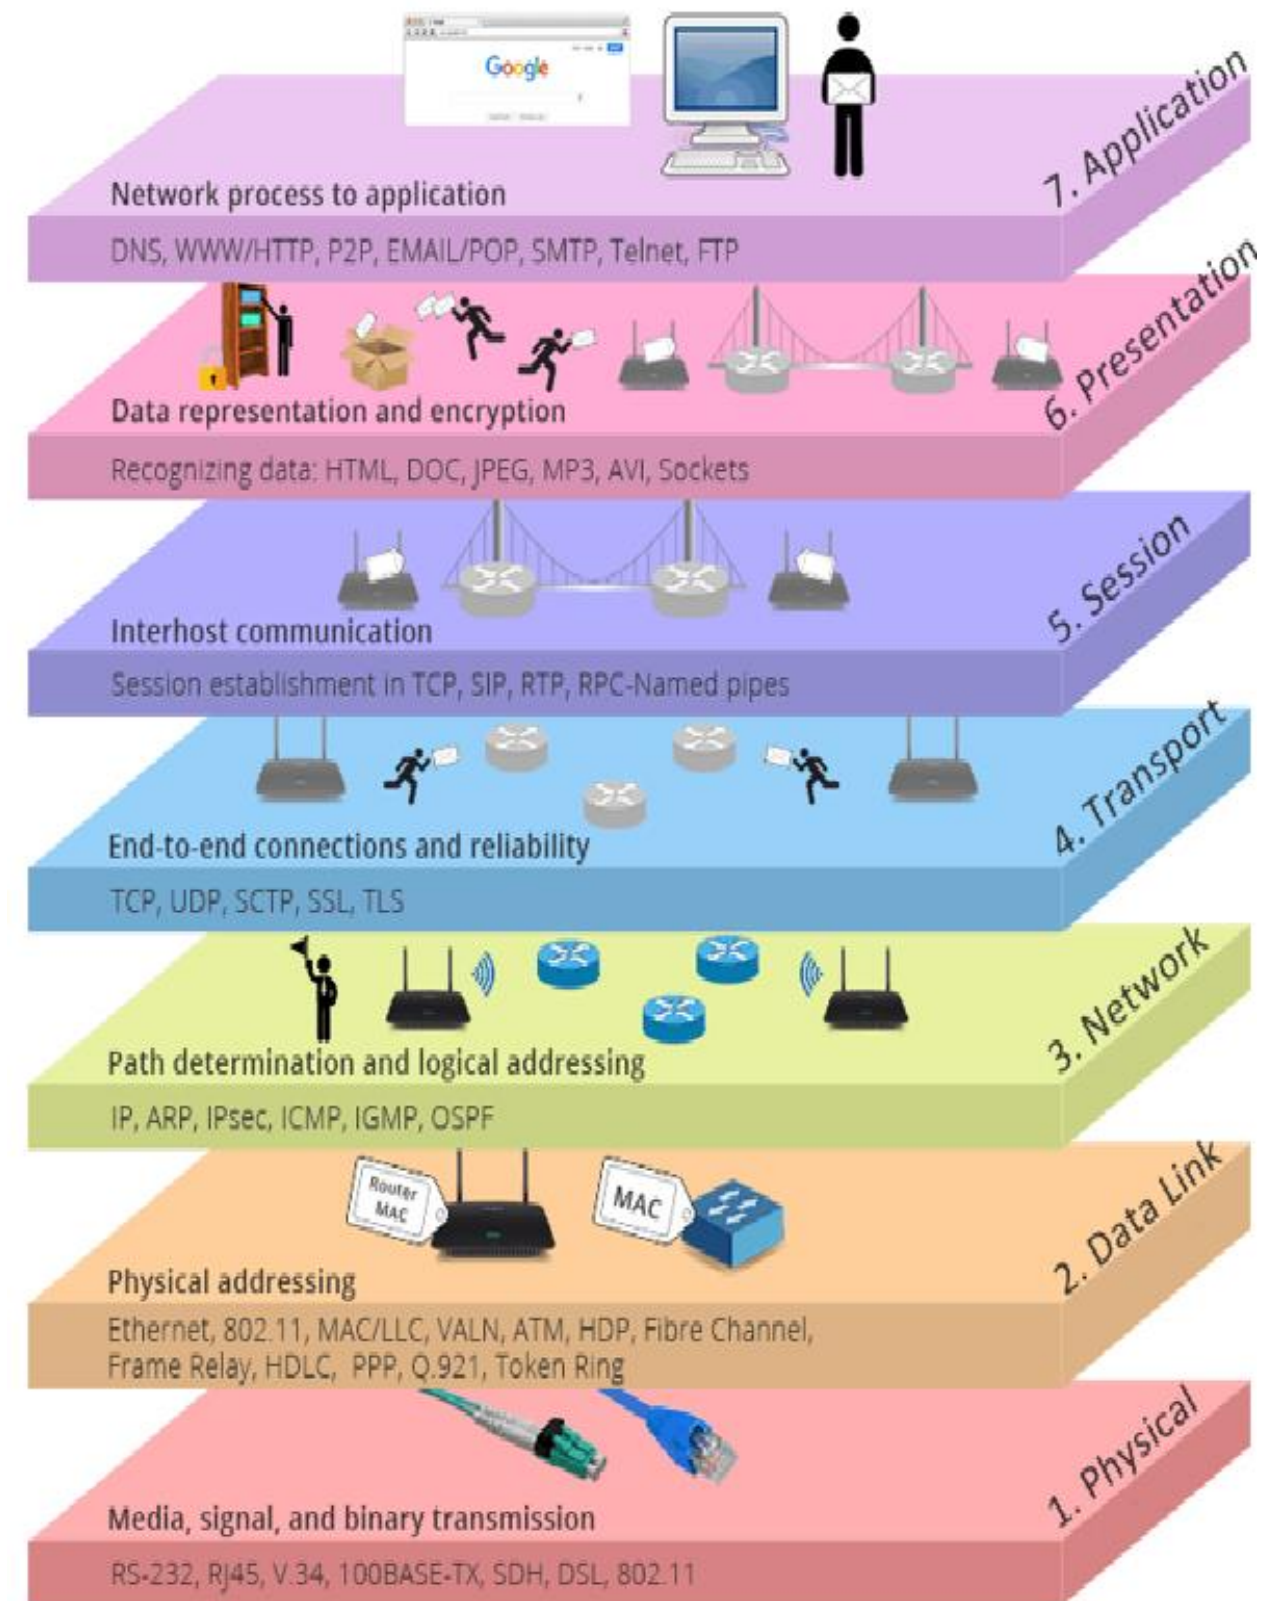 Google
7. Application
Network process to application
DNS, WWW/HTTP, P2P, EMAIL/POP, SMTP, Telnet, FTP
6. Presentation
Data representation and encryption
Recognizing data: HTML, DOC, JPEG, MP3, AVI, Sockets
5. Session
Interhost communication
Session establishment in TCP, SIP, RTP, RPC-Named pipes
4. Transport
End-to-end connections and reliability
TCP, UDP, SCTP, SSL, TLS
3. Network
Path determination and logical addressing
IP, ARP, IPsec, ICMP, IGMP, OSPF
2. Data Link
Router
MAC
MAC
Physical addressing
Ethernet, 802.11, MAC/LLC, VALN, ATM, HDP, Fibre Channel,
Frame Relay, HDLC, PPP, Q.921, Token Ring
1. Physical
Media, signal, and binary transmission
RS-232, RJ45, V.34, 100BASE-TX, SDH, DSL, 802.11